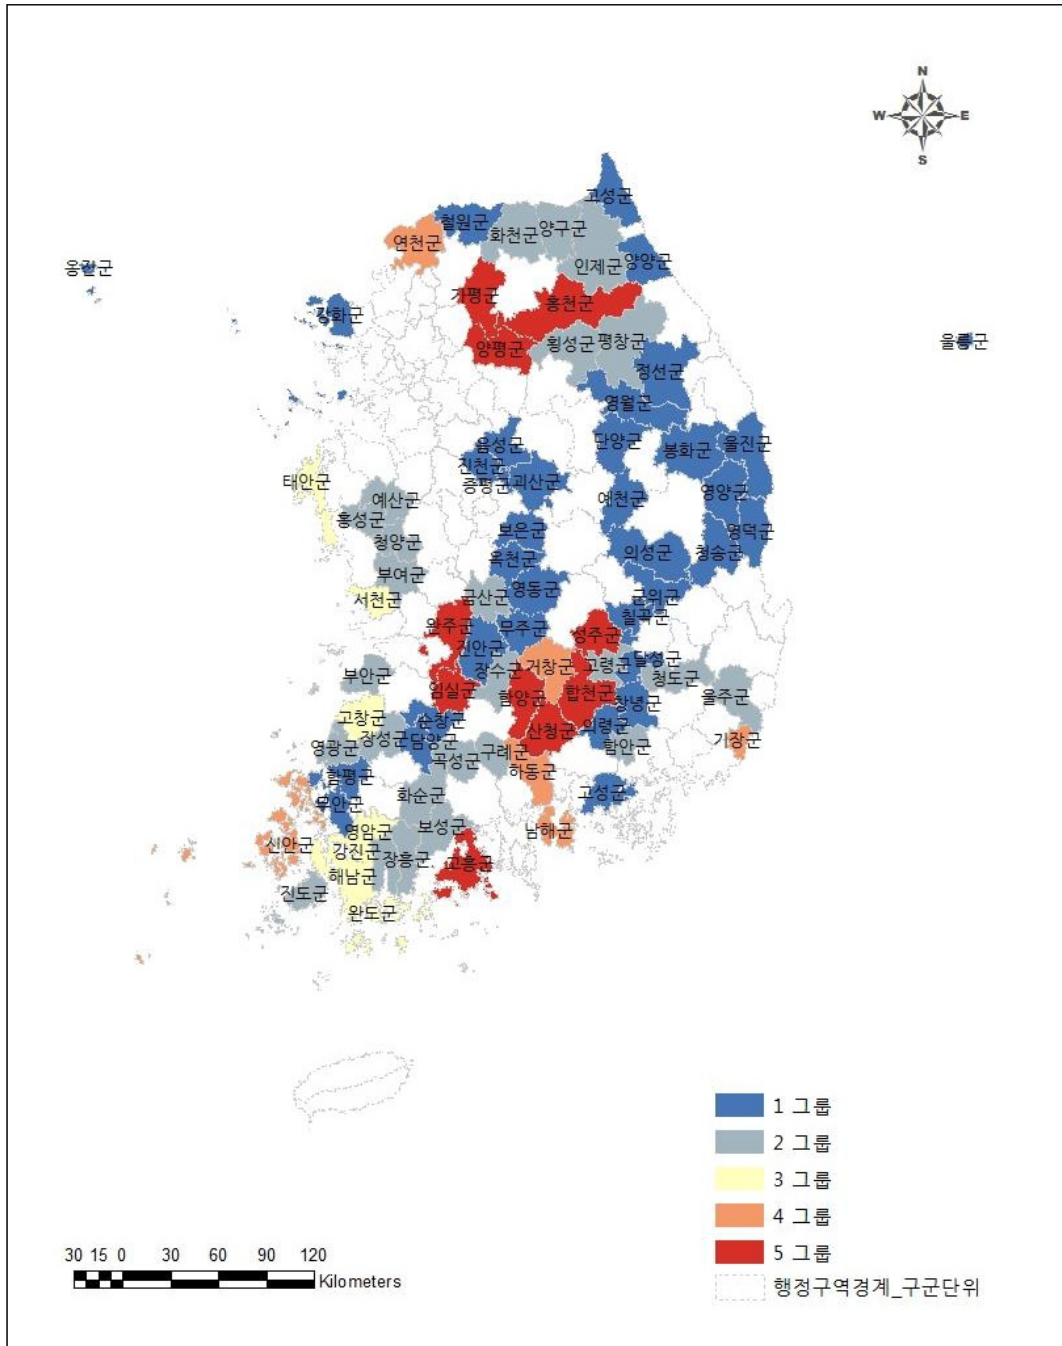 N
W E
S
고성군
철원군
화천군
양구군
연천군
인제군
양양군
옹진군
가평군
홍천군
강화군
울릉군
횡성군
평창군
양평군
정선군
영월군
단양군
음성군
봉화군
울진군
진천군
증평군
괴산군
태안군
예산군
예천군
영양군
홍성군
청양군
보은군
영덕군
의성군
청송군
옥천군
부여군
영동군
금산군
서천군
군위군
칠곡군
완주군
무주군
성주군
진안군
달성군
거창군
고령군
장수군
부안군
청도군
임실군
함양군
합천군
울주군
창녕군
고창군
순창군
의령군
산청군
담양군
장성군
기장군
영광군
구례군
함안군
곡성군
하동군
함평군
고성군
화순군
무안군
보성군
영암군
남해군
신안군
강진군
장흥군
고흥군
해남군
진도군
완도군
1 그룹
2 그룹
3 그룹
4 그룹
5 그룹
행정구역경계_구군단위
30 15 0 30 60 90 120
Kilometers